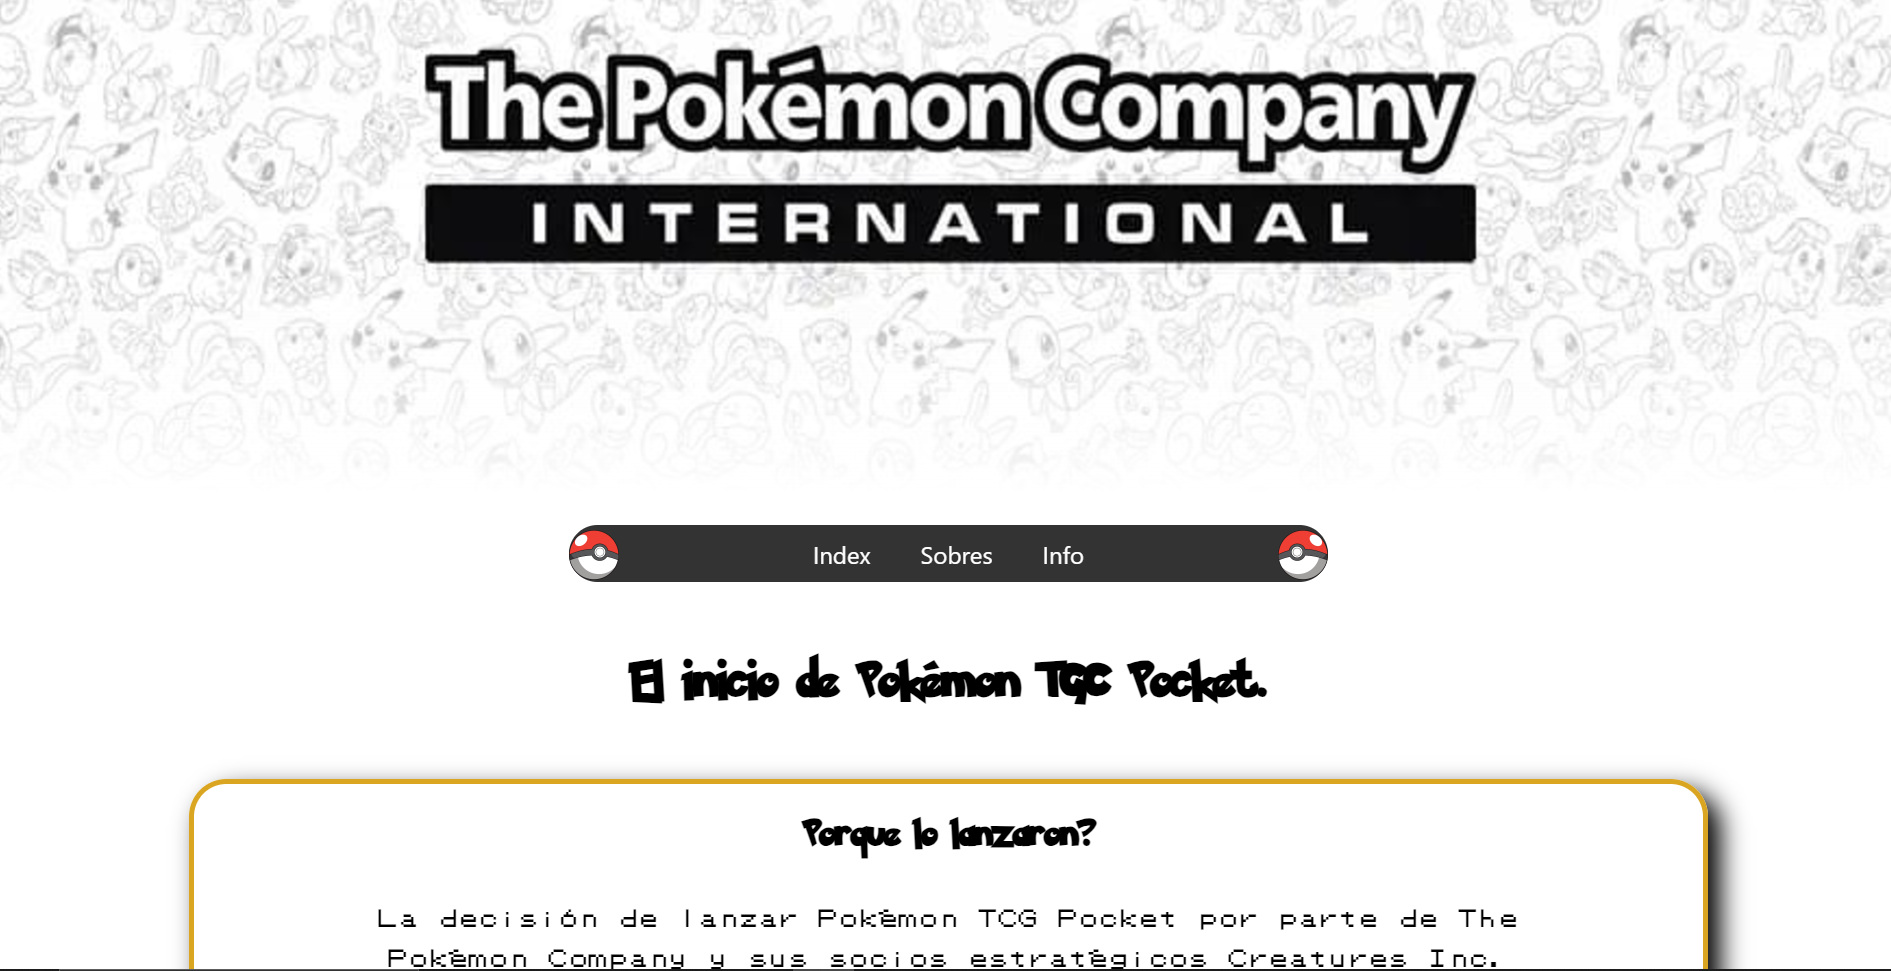 The Pokémon Company
INTERNATIONAL
Index Sobres Info
El inicio de Pokémon TGC Pocket.
Porque lo lanzaron?
La decisión de lanzar Pokémon TCG Pocket por parte de The
Pokémon Company y sus socios estratégicos Creatures Inc.